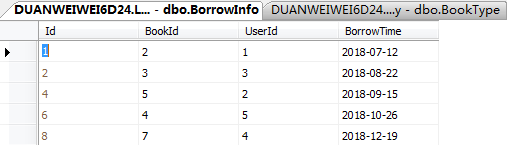 DUANWEIWEI6D24.L... - dbo.BorrowInfo DUANWEIWEI6D24....y - dbo.BookType
Id BookId UserId BorrowTime
1 2 1 2018-07-12
2 3 3 2018-08-22
4 5 2 2018-09-15
6 4 5 2018-10-26
8 7 4 2018-12-19